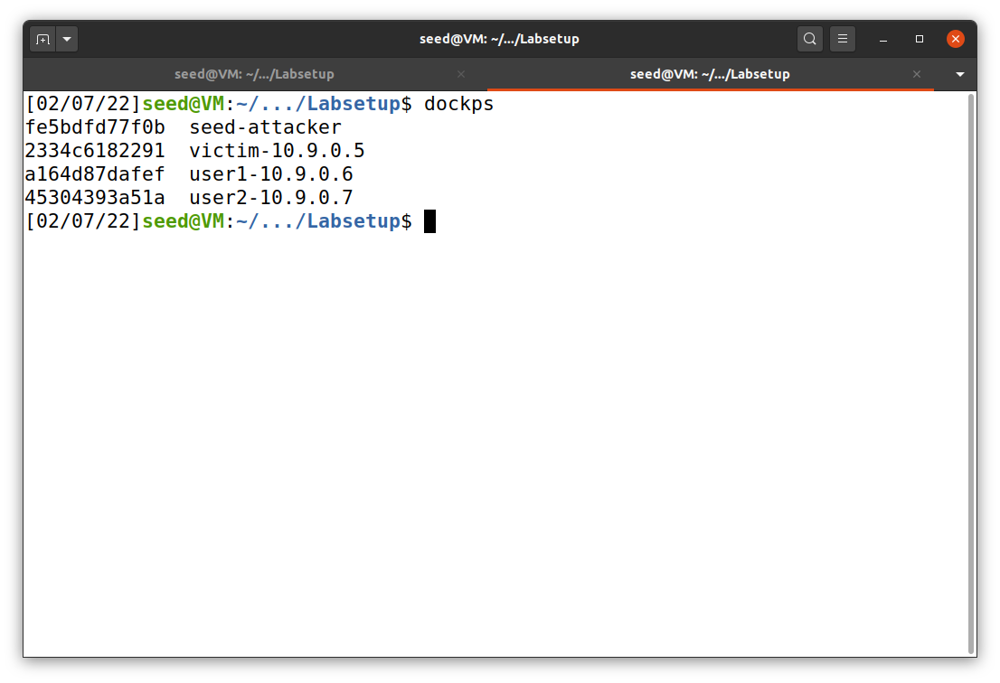 seed@VM: ~/.../Labsetup
seed@VM: ~/.../Labsetup
seed@VM: ~/.../Labsetup
[02/07/22]seed@VM:~/.../Labsetup$ dockps
fe5bdfd77f0b  seed-attacker
2334c6182291  victim-10.9.0.5
a164d87dafef  user1-10.9.0.6
45304393a51a  user2-10.9.0.7
[02/07/22]seed@VM:~/.../Labsetup$